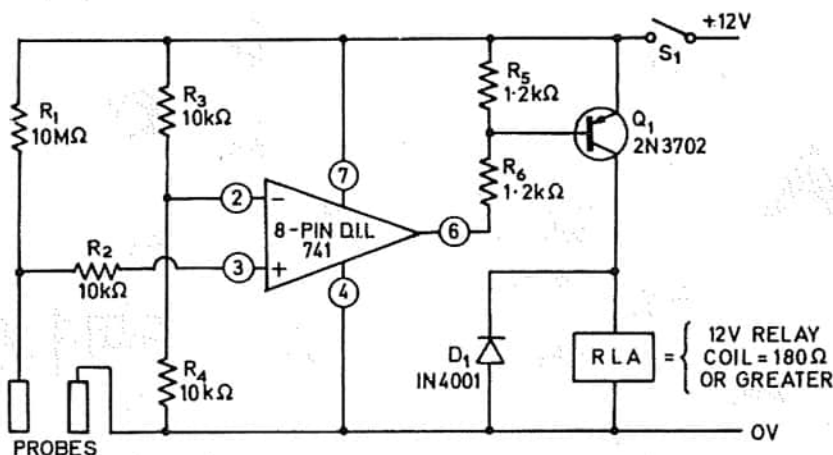 +12V
S1
R1
10MΩ
R3
10kΩ
R5
1·2kΩ
Q1
2N3702
R6
1·2kΩ
7
2
-
8-PIN D.I.L
741
6
R2
10kΩ
3
+
4
R4
10kΩ
D1
IN4001
RLA
=
12V RELAY
COIL = 180Ω
OR GREATER
PROBES
0V